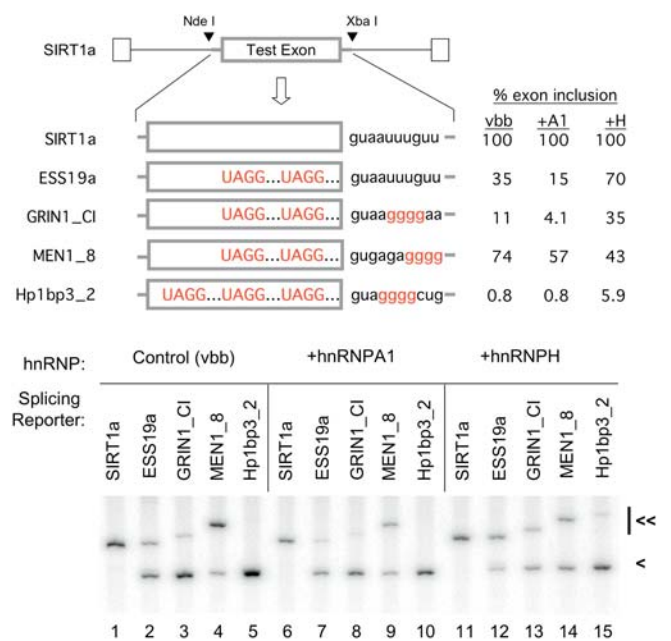 Nde I Xba I
SIRT1a Test Exon
% exon inclusion
vbb +A1 +H
SIRT1a guaauuuguu 100 100 100
ESS19a UAGG...UAGG... guaauuuguu 35 15 70
GRIN1_CI UAGG...UAGG... guaaggggaa 11 4.1 35
MEN1_8 UAGG...UAGG... gugagagggg 74 57 43
Hp1bp3_2 UAGG...UAGG...UAGG... guaggggcug 0.8 0.8 5.9
hnRNP: Control (vbb) +hnRNPA1 +hnRNPH
Splicing
Reporter:
SIRT1a ESS19a GRIN1_CI MEN1_8 Hp1bp3_2 SIRT1a ESS19a GRIN1_CI MEN1_8 Hp1bp3_2 SIRT1a ESS19a GRIN1_CI MEN1_8 Hp1bp3_2
<<
<
1 2 3 4 5 6 7 8 9 10 11 12 13 14 15